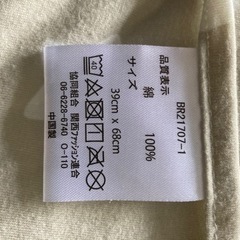 BR21707-1
品質表示
綿 100%
サイズ
39cm x 68cm
40
協同組合 関西ファッション連合
06-6228-6740 O-110
中国製